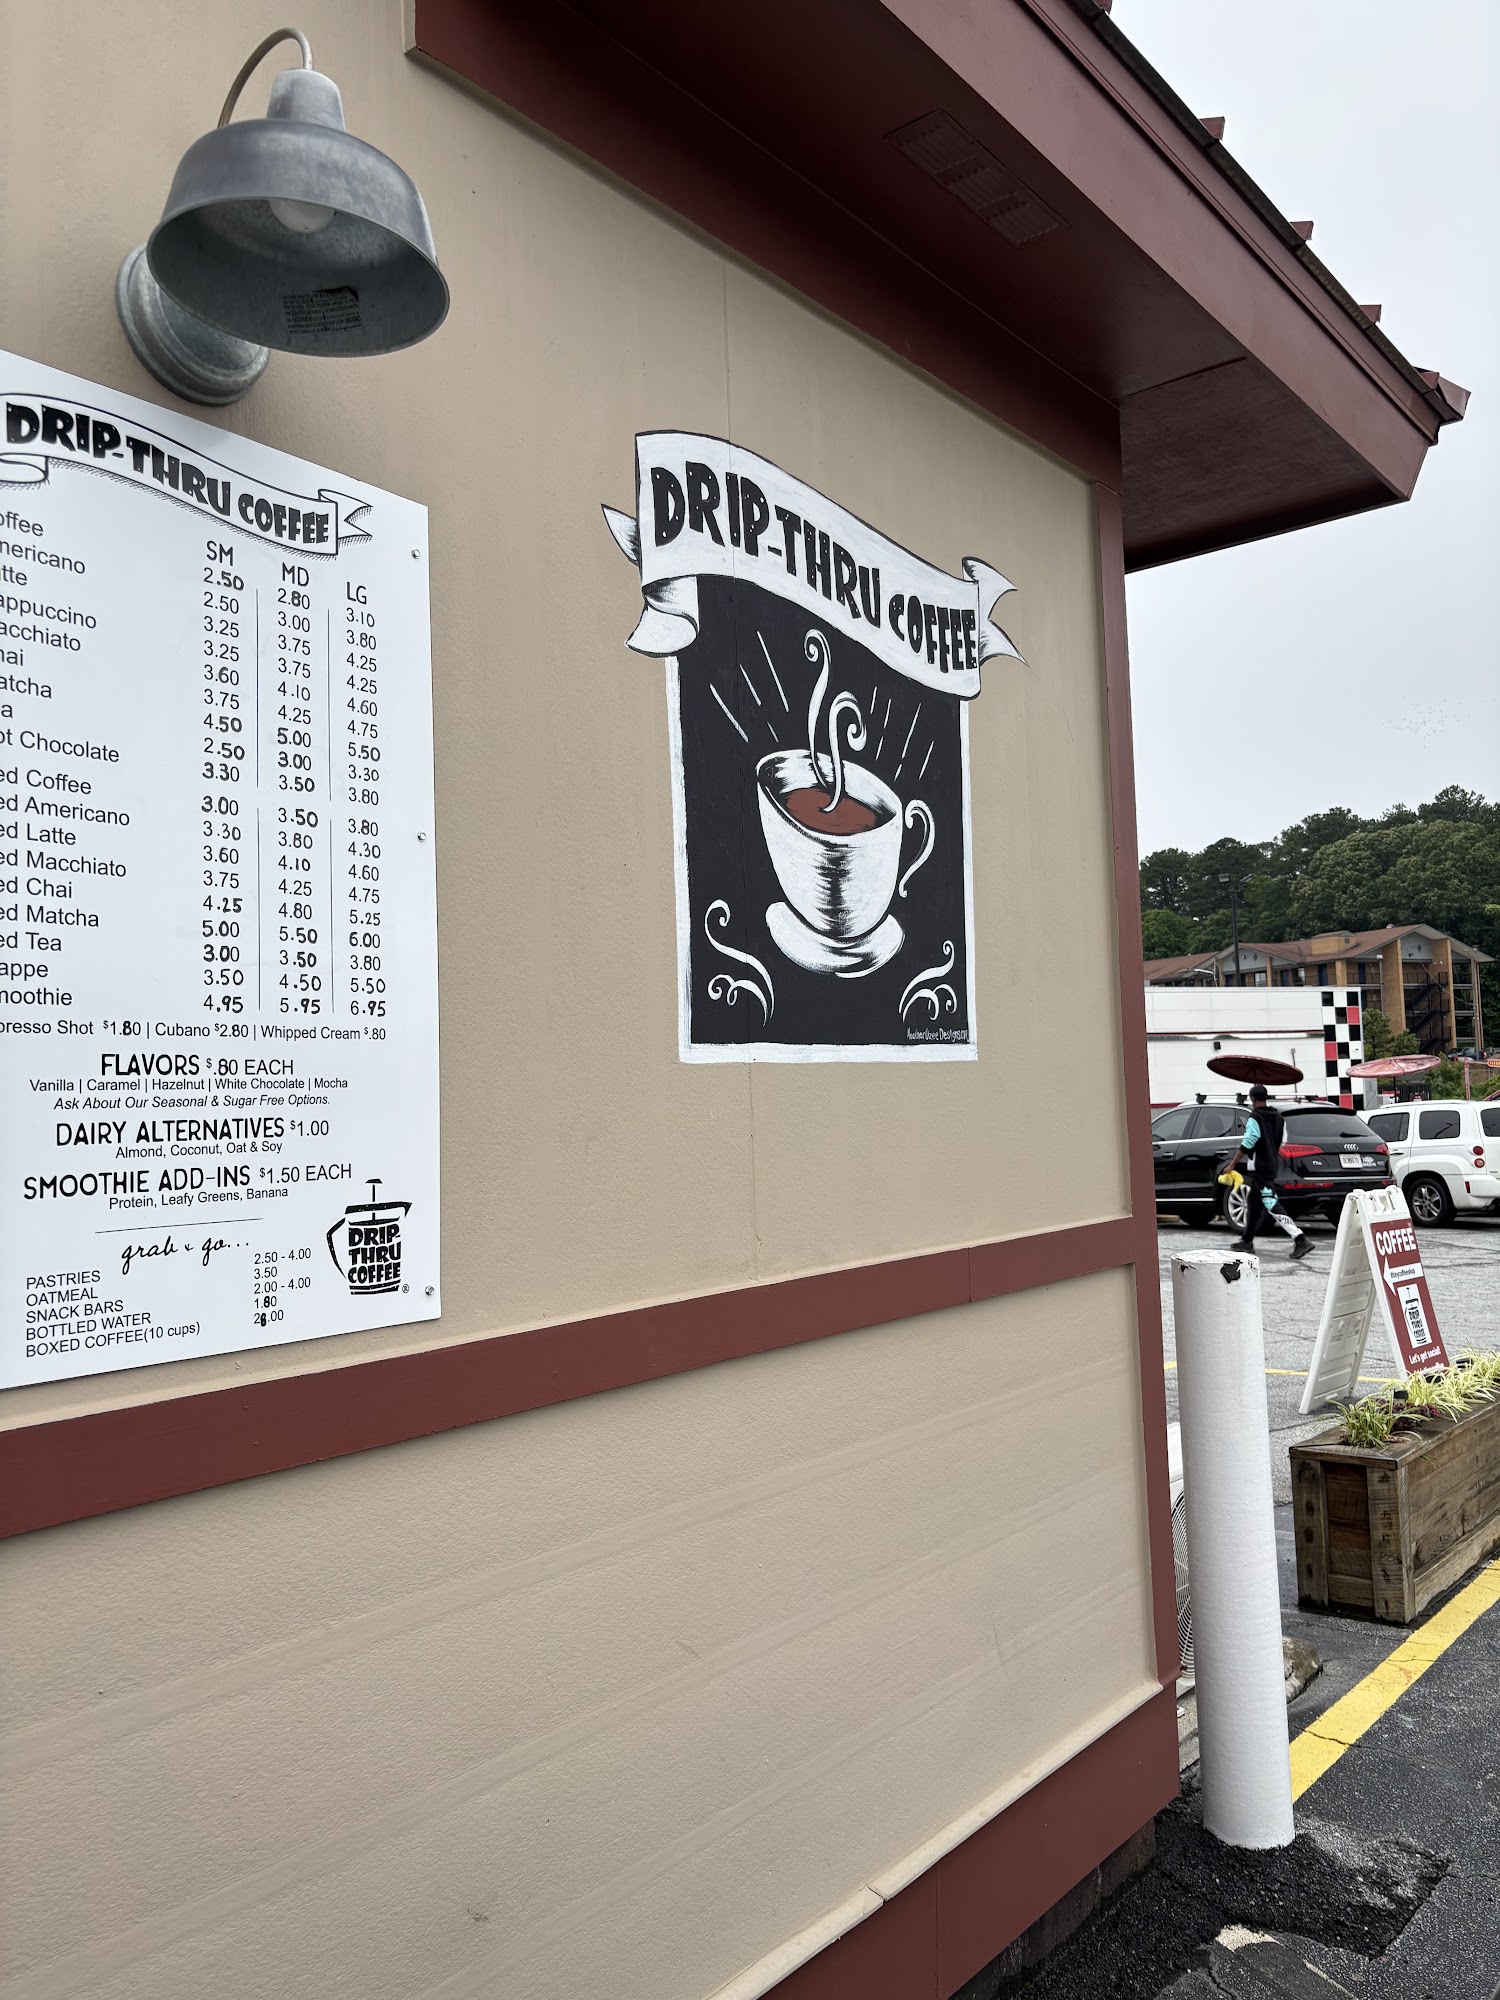 DRIP-THRU COFFEE
SM MD LG
offee 2.50 2.80 3.10
mericano 2.50 3.00 3.80
tte 3.25 3.75 4.25
appuccino 3.25 3.75 4.25
acchiato 3.60 4.10 4.60
hai 3.75 4.25 4.75
atcha 4.50 5.00 5.50
a 2.50 3.00 3.30
ot Chocolate 3.30 3.50 3.80
ed Coffee 3.00 3.50 3.80
ed Americano 3.30 3.80 4.30
ed Latte 3.60 4.10 4.60
ed Macchiato 3.75 4.25 4.75
ed Chai 4.25 4.80 5.25
ed Matcha 5.00 5.50 6.00
ed Tea 3.00 3.50 3.80
appe 3.50 4.50 5.50
moothie 4.95 5.95 6.95
presso Shot $1.80 | Cubano $2.80 | Whipped Cream $.80
FLAVORS $.80 EACH
Vanilla | Caramel | Hazelnut | White Chocolate | Mocha
Ask About Our Seasonal & Sugar Free Options.
DAIRY ALTERNATIVES $1.00
Almond, Coconut, Oat & Soy
SMOOTHIE ADD-INS $1.50 EACH
Protein, Leafy Greens, Banana
grab & go...
PASTRIES 2.50 - 4.00
OATMEAL 3.50
SNACK BARS 2.00 - 4.00
BOTTLED WATER 1.80
BOXED COFFEE(10 cups) 26.00
DRIP
THRU
COFFEE
®
DRIP-THRU COFFEE
COFFEE
DRIP
THRU
COFFEE
Let's get social!